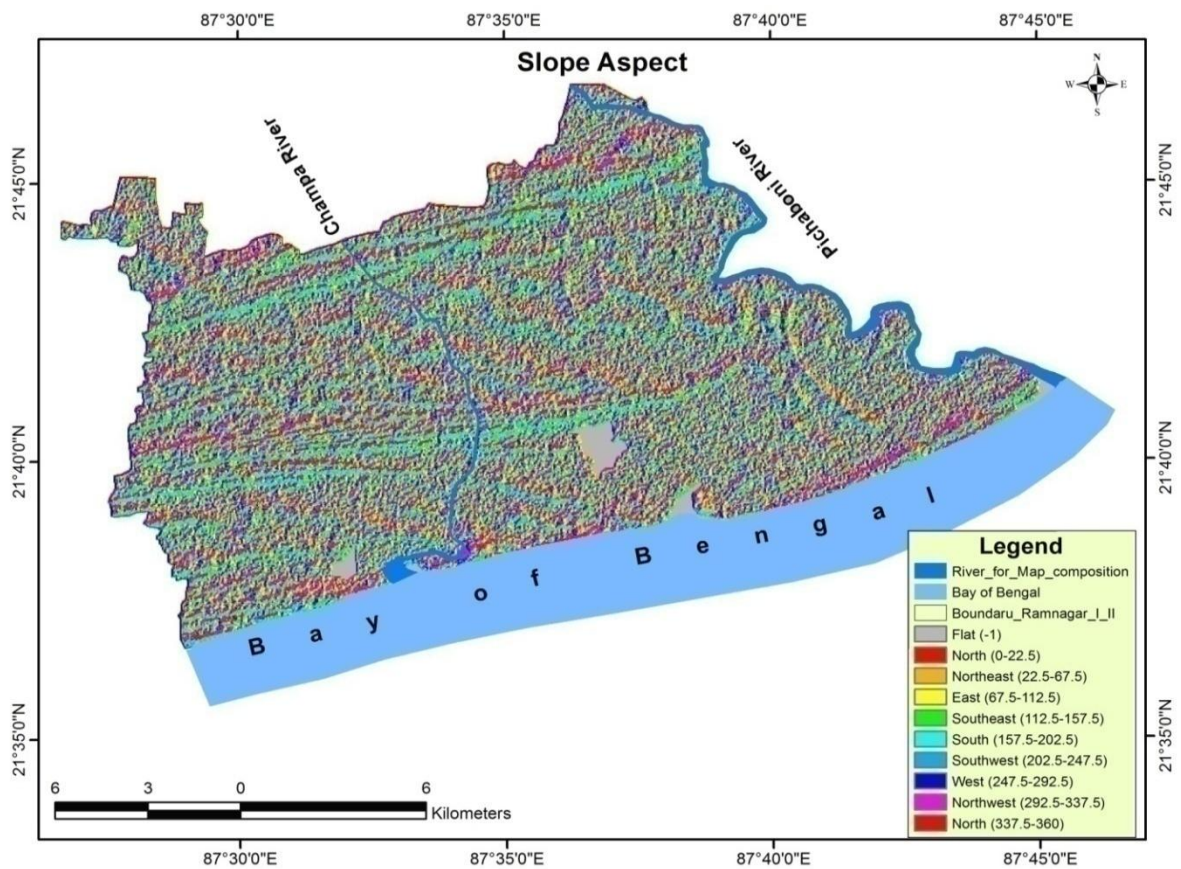 87°30'0"E 87°35'0"E 87°40'0"E 87°45'0"E
Slope Aspect
N
W E
S
Champa River
Pichaboni River
21°45'0"N 21°45'0"N
21°40'0"N 21°40'0"N
21°35'0"N 21°35'0"N
Bay of Bengal
Legend
River_for_Map_composition
Bay of Bengal
Boundaru_Ramnagar_I_II
Flat (-1)
North (0-22.5)
Northeast (22.5-67.5)
East (67.5-112.5)
Southeast (112.5-157.5)
South (157.5-202.5)
Southwest (202.5-247.5)
West (247.5-292.5)
Northwest (292.5-337.5)
North (337.5-360)
6 3 0 6
Kilometers
87°30'0"E 87°35'0"E 87°40'0"E 87°45'0"E